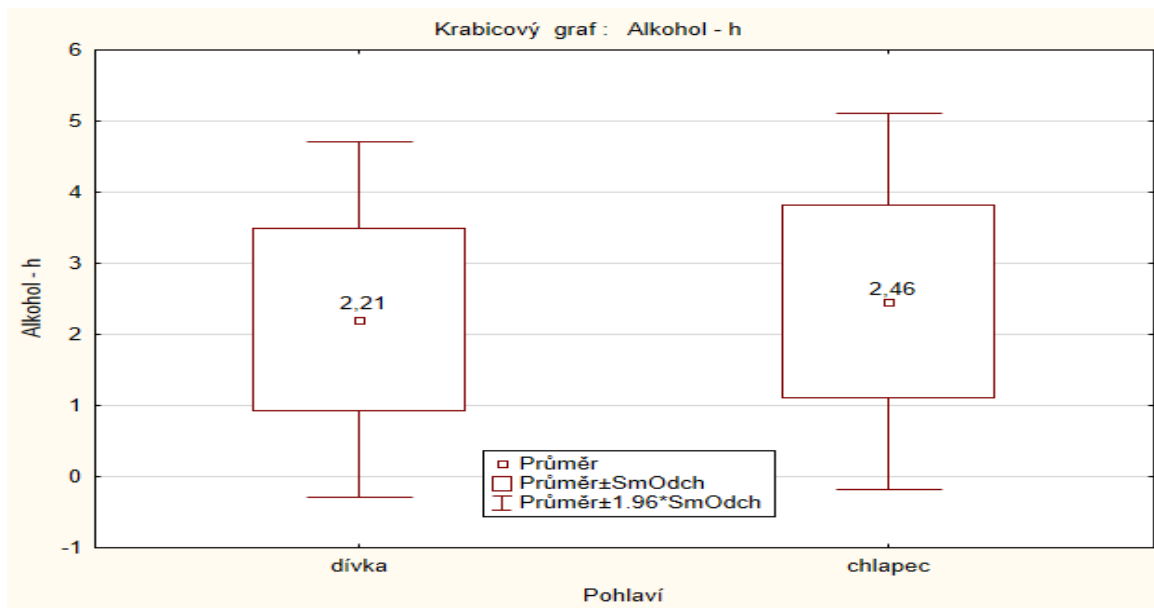 Krabicový graf : Alkohol - h
6
5
4
3
2
1
0
-1
Alkohol - h
2,21
2,46
Průměr
Průměr±SmOdch
Průměr±1.96*SmOdch
dívka
chlapec
Pohlaví